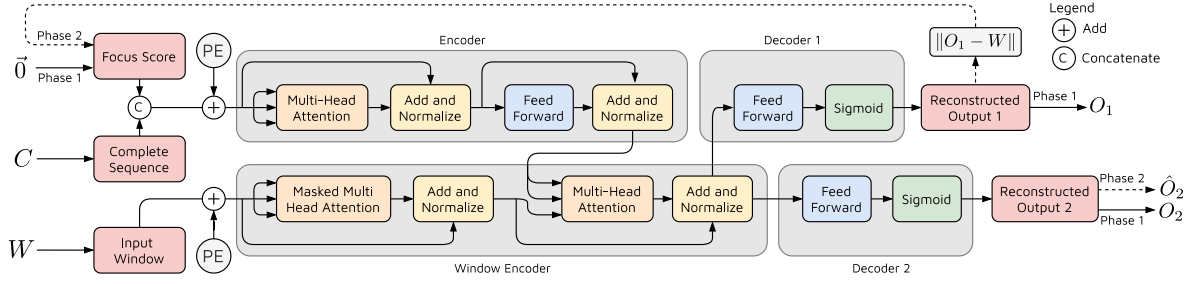 Legend
+ Add
C Concatenate
Phase 2
$\vec{0}$
Phase 1
Focus Score
PE
Encoder
Decoder 1
‖O₁ − W‖
C
+
Multi-Head
Attention
Add and
Normalize
Feed
Forward
Add and
Normalize
Feed
Forward
Sigmoid
Reconstructed
Output 1
Phase 1
O₁
C
Complete
Sequence
+
Masked Multi
Head Attention
Add and
Normalize
Multi-Head
Attention
Add and
Normalize
Feed
Forward
Sigmoid
Reconstructed
Output 2
Phase 2
Ô₂
Phase 1
O₂
W
Input
Window
PE
Window Encoder
Decoder 2